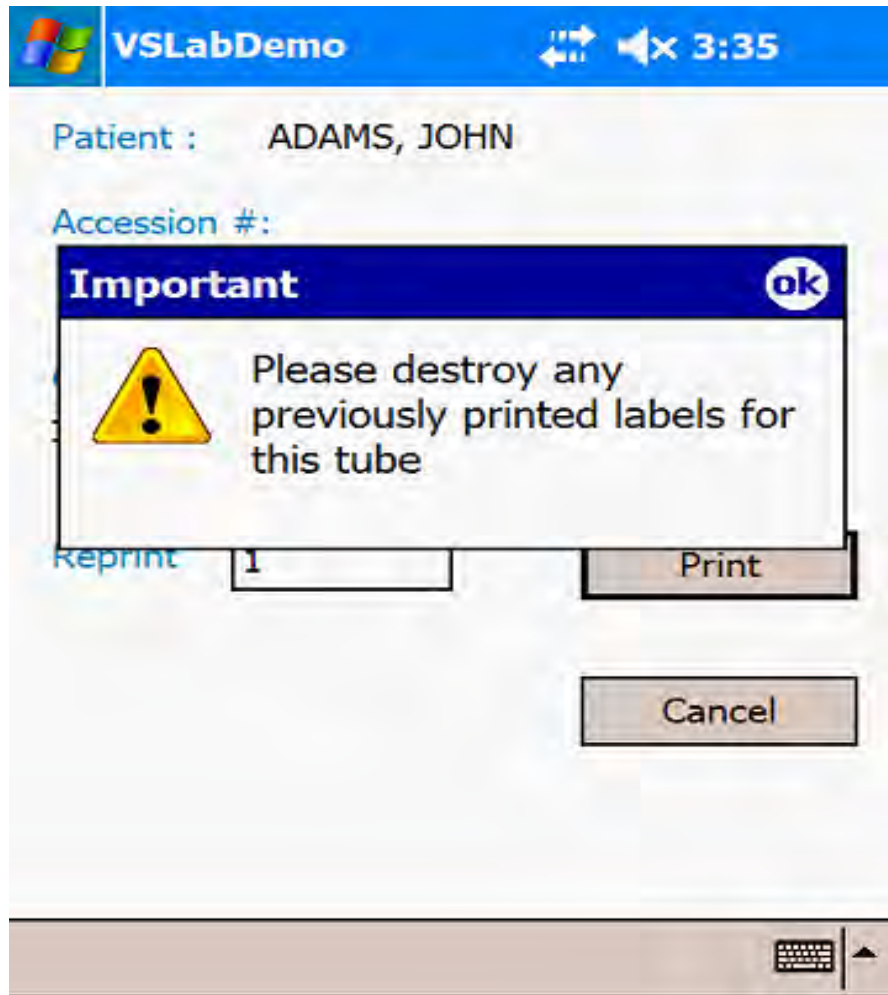 VSLabDemo 3:35
Patient : ADAMS, JOHN
Accession #:
Important ok
Please destroy any
previously printed labels for
this tube
Reprint 1 Print
Cancel